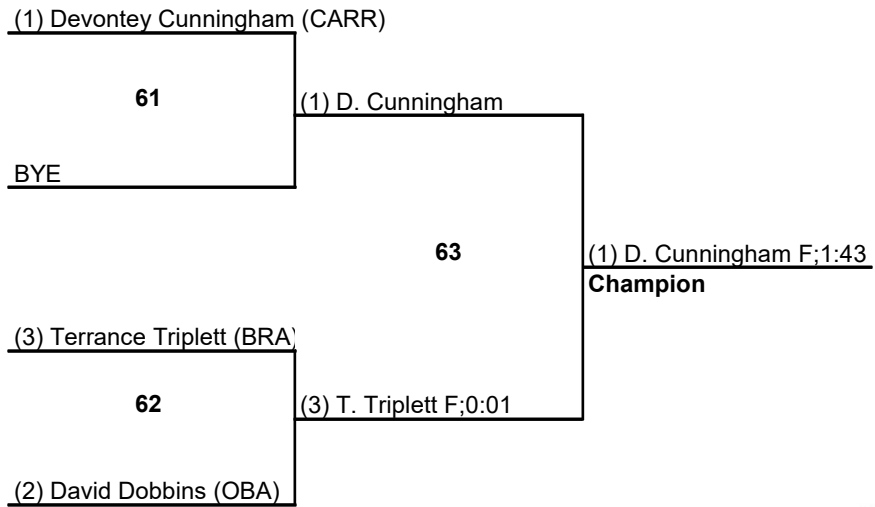 (1) Devontey Cunningham (CARR)
61
(1) D. Cunningham
BYE
63
(1) D. Cunningham F;1:43
Champion
(3) Terrance Triplett (BRA)
62
(3) T. Triplett F;0:01
(2) David Dobbins (OBA)